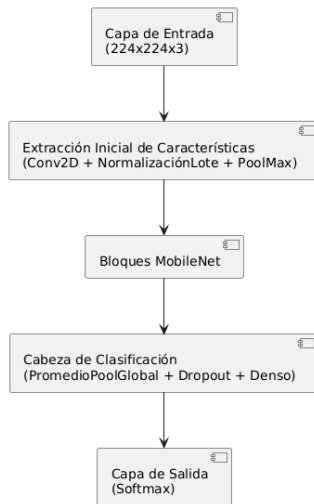 Capa de Entrada
(224x224x3)
Extracción Inicial de Características
(Conv2D + NormalizaciónLote + PoolMax)
Bloques MobileNet
Cabeza de Clasificación
(PromedioPoolGlobal + Dropout + Denso)
Capa de Salida
(Softmax)